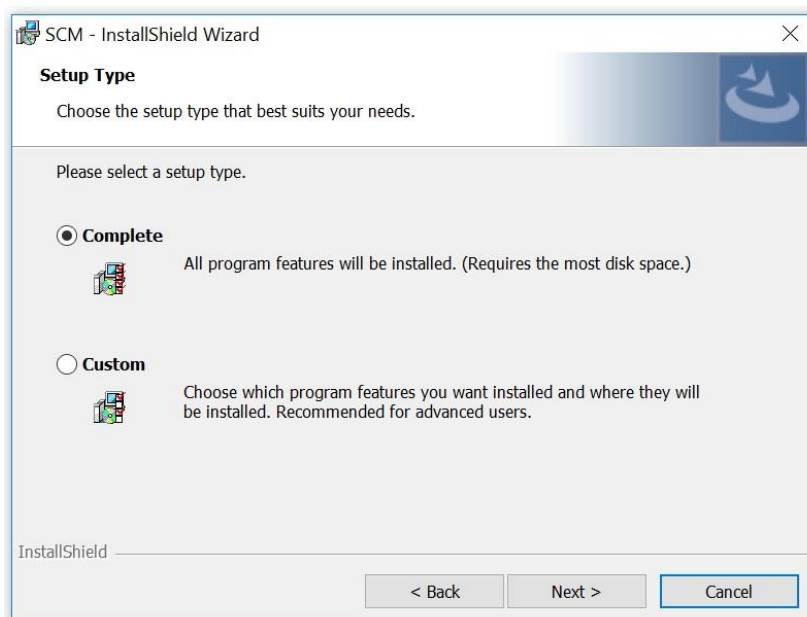 SCM - InstallShield Wizard
Setup Type
Choose the setup type that best suits your needs.
Please select a setup type.
Complete
All program features will be installed. (Requires the most disk space.)
Custom
Choose which program features you want installed and where they will
be installed. Recommended for advanced users.
InstallShield
< Back
Next >
Cancel